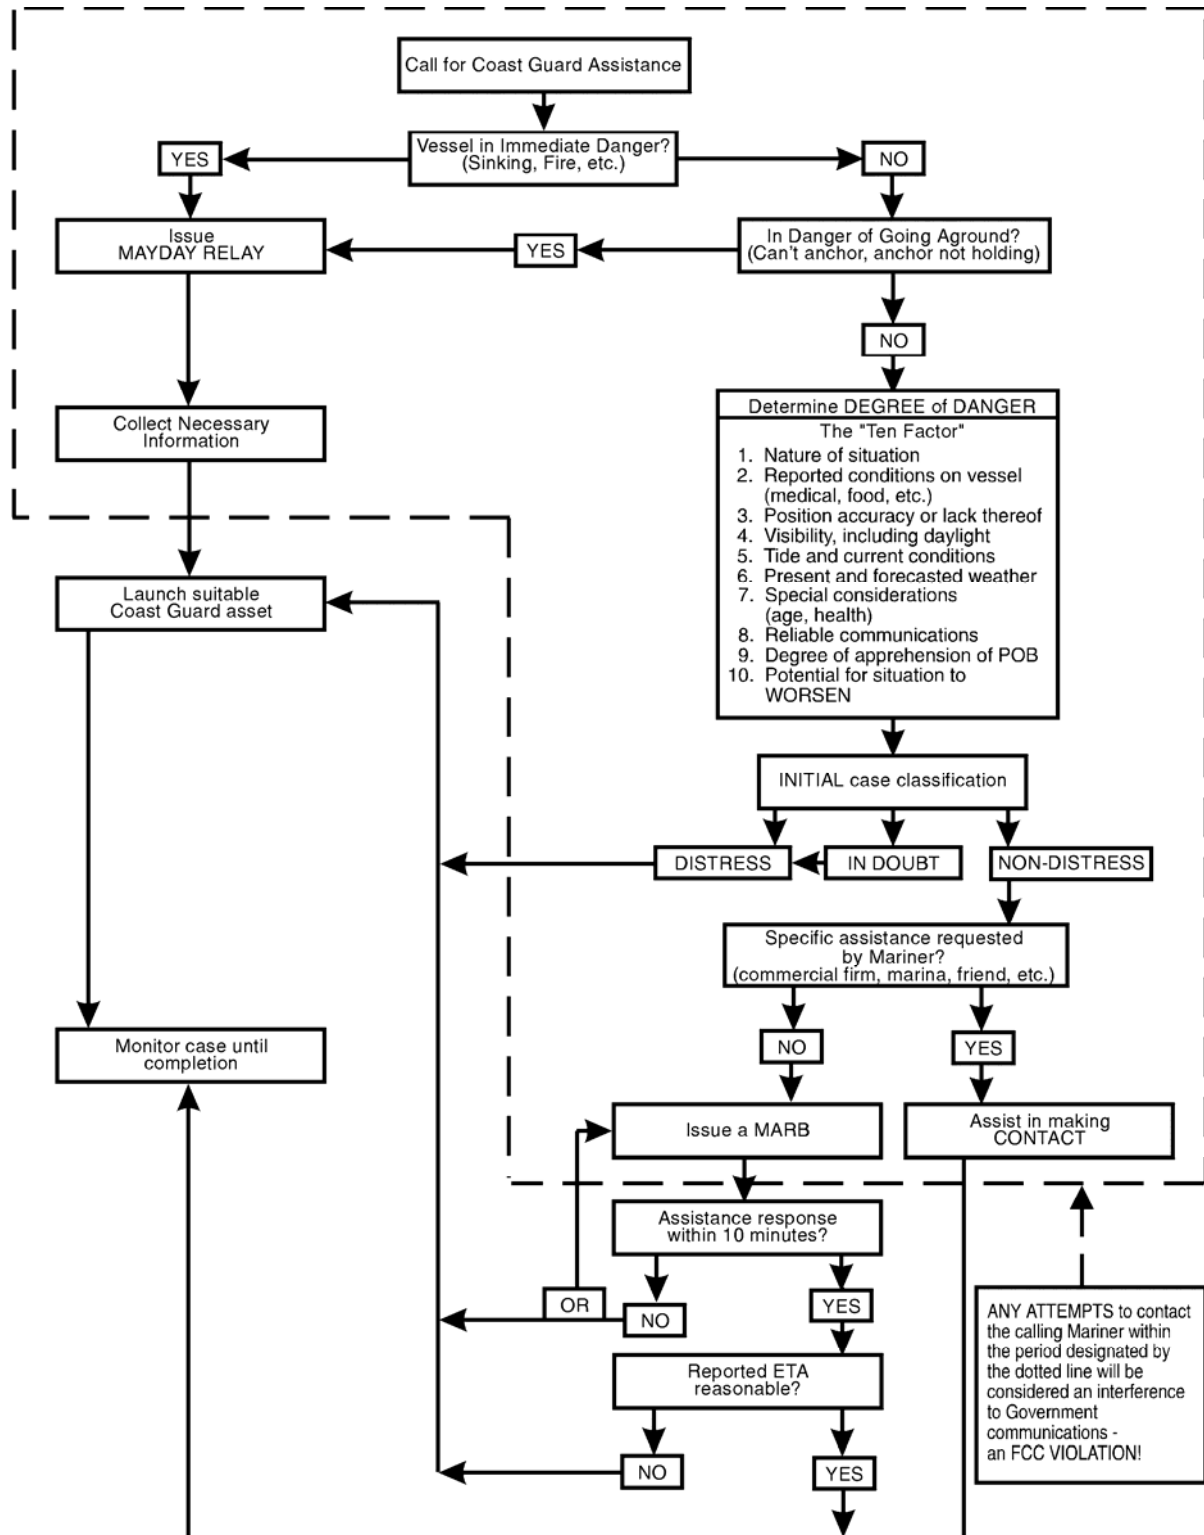 Call for Coast Guard Assistance
Vessel in Immediate Danger?
(Sinking, Fire, etc.)
YES
NO
Issue
MAYDAY RELAY
YES
In Danger of Going Aground?
(Can't anchor, anchor not holding)
NO
Collect Necessary
Information
Determine DEGREE of DANGER
The "Ten Factor"
1. Nature of situation
2. Reported conditions on vessel
(medical, food, etc.)
3. Position accuracy or lack thereof
4. Visibility, including daylight
5. Tide and current conditions
6. Present and forecasted weather
7. Special considerations
(age, health)
8. Reliable communications
9. Degree of apprehension of POB
10. Potential for situation to
WORSEN
Launch suitable
Coast Guard asset
INITIAL case classification
DISTRESS
IN DOUBT
NON-DISTRESS
Specific assistance requested
by Mariner?
(commercial firm, marina, friend, etc.)
NO
YES
Monitor case until
completion
Issue a MARB
Assist in making
CONTACT
Assistance response
within 10 minutes?
OR
NO
YES
Reported ETA
reasonable?
NO
YES
ANY ATTEMPTS to contact
the calling Mariner within
the period designated by
the dotted line will be
considered an interference
to Government
communications -
an FCC VIOLATION!